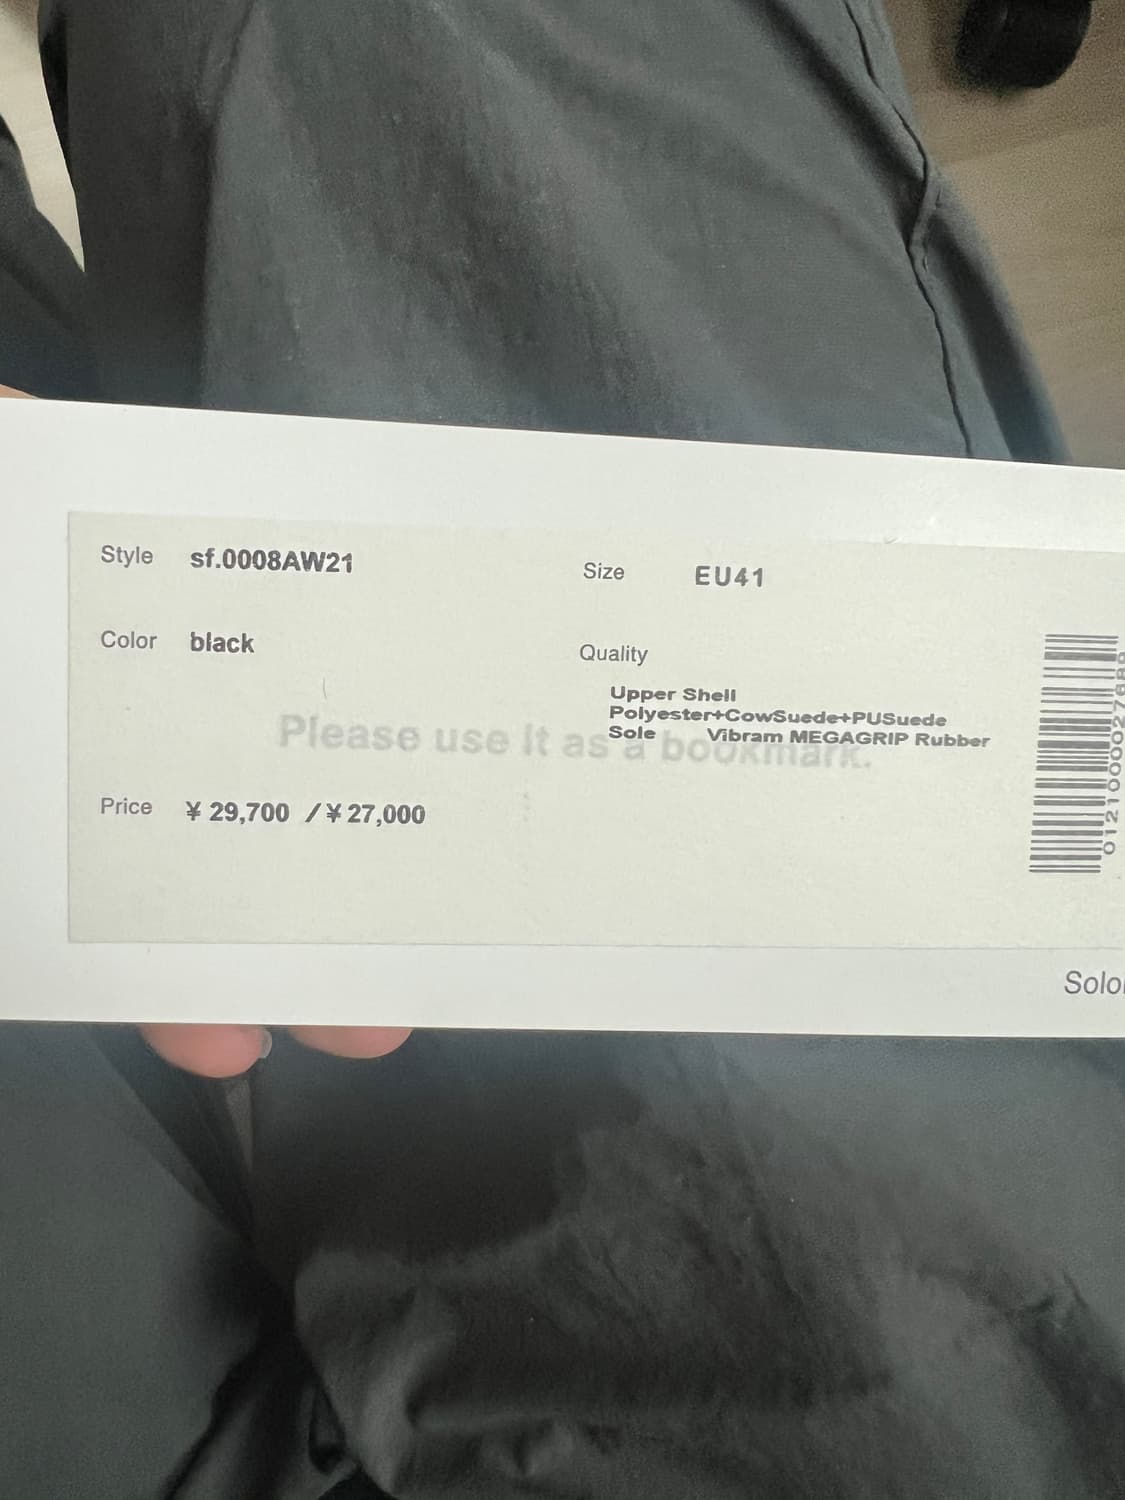 Style sf.0008AW21
Size EU41
Color black
Quality
Upper Shell
Polyester+CowSuede+PUSuede
Sole Vibram MEGAGRIP Rubber
Please use it as a bookmark.
Price ¥ 29,700 / ¥ 27,000